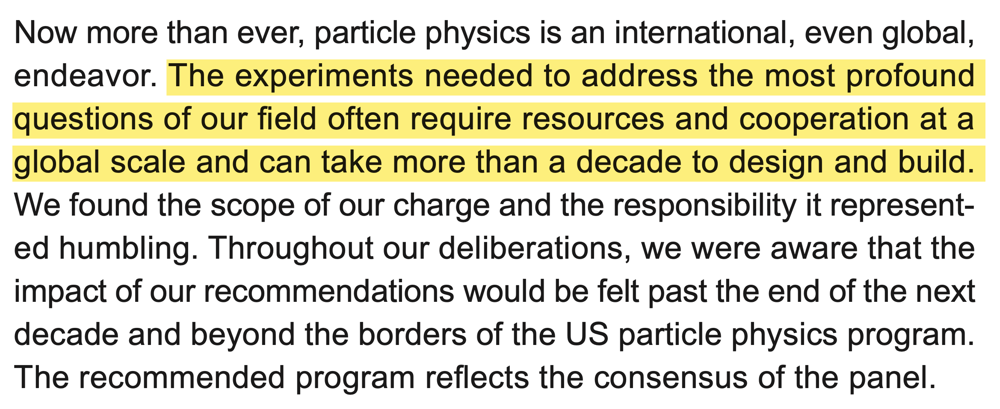 Now more than ever, particle physics is an international, even global,
endeavor. The experiments needed to address the most profound
questions of our field often require resources and cooperation at a
global scale and can take more than a decade to design and build.
We found the scope of our charge and the responsibility it represent-
ed humbling. Throughout our deliberations, we were aware that the
impact of our recommendations would be felt past the end of the next
decade and beyond the borders of the US particle physics program.
The recommended program reflects the consensus of the panel.